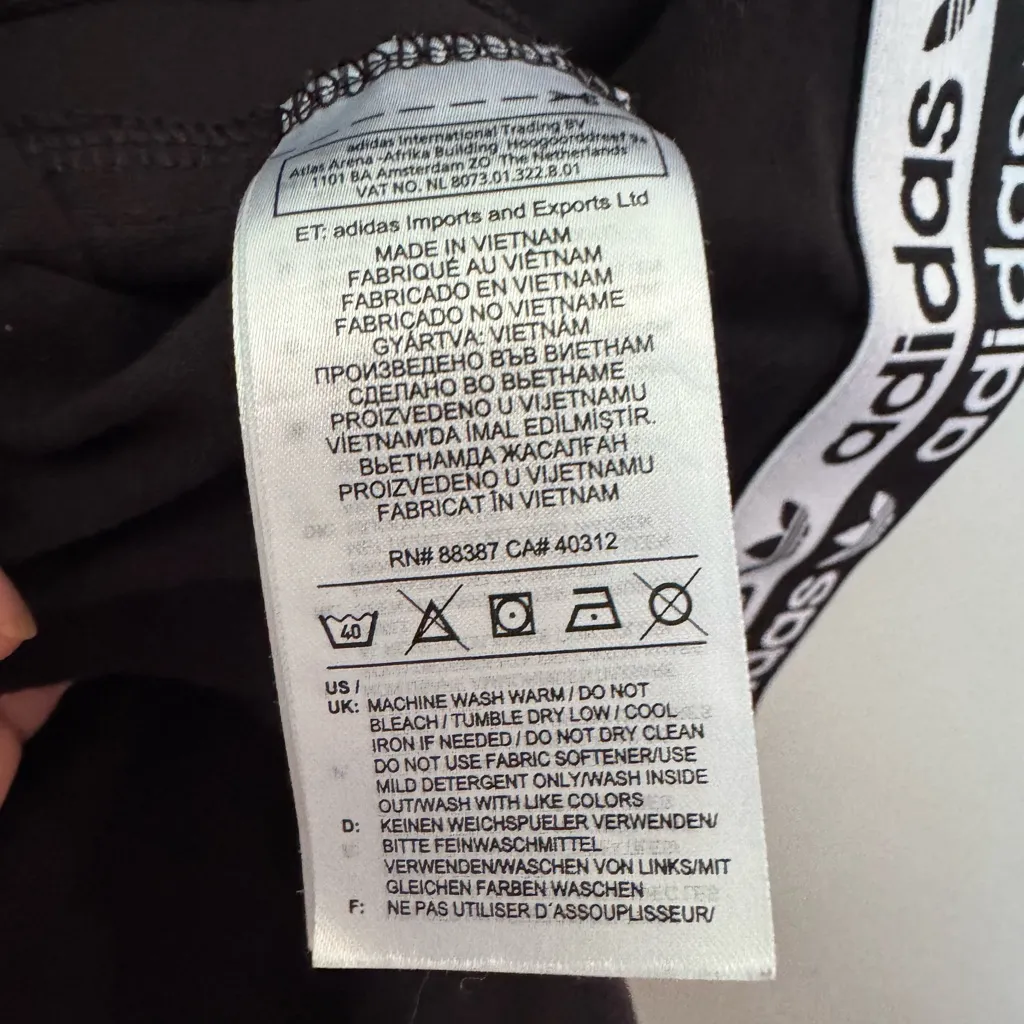 adidas International Trading BV
Atlas Arena -Afrika Building, Hoogoorddreef 9a
1101 BA Amsterdam ZO The Netherlands
VAT NO. NL 8073.01.322.B.01
ET: adidas Imports and Exports Ltd
MADE IN VIETNAM
FABRIQUÉ AU VIÊTNAM
FABRICADO EN VIETNAM
FABRICADO NO VIETNAME
GYÁRTVA: VIETNÁM
ПРОИЗВЕДЕНО ВЪВ ВИЕТНАМ
СДЕЛАНО ВО ВЬЕТНАМЕ
PROIZVEDENO U VIJETNAMU
VİETNAM'DA İMAL EDİLMİŞTİR.
ВЬЕТНАМДА ЖАСАЛҒАН
PROIZVEDENO U VIJETNAMU
FABRICAT ÎN VIETNAM
RN# 88387 CA# 40312
40
US /
UK: MACHINE WASH WARM / DO NOT
BLEACH / TUMBLE DRY LOW / COOL
IRON IF NEEDED / DO NOT DRY CLEAN
DO NOT USE FABRIC SOFTENER/USE
MILD DETERGENT ONLY/WASH INSIDE
OUT/WASH WITH LIKE COLORS
D: KEINEN WEICHSPUELER VERWENDEN/
BITTE FEINWASCHMITTEL
VERWENDEN/WASCHEN VON LINKS/MIT
GLEICHEN FARBEN WASCHEN
F: NE PAS UTILISER D´ASSOUPLISSEUR/
adidas
adidas
adidas